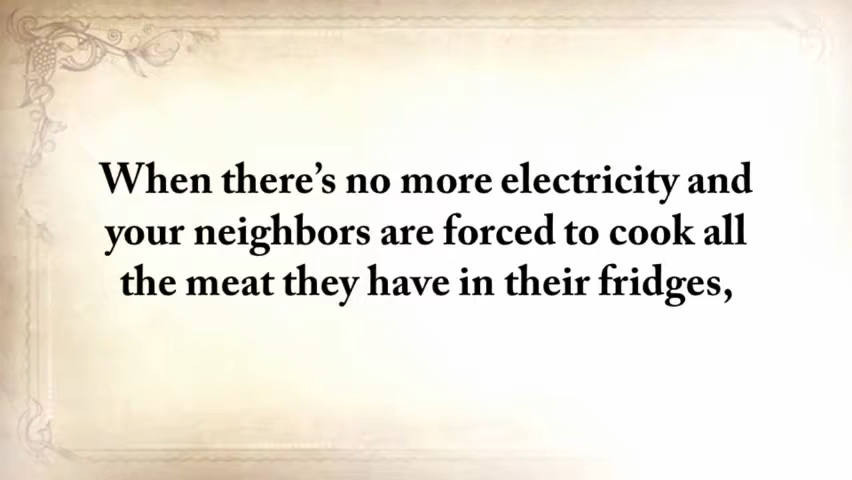 When there’s no more electricity and
your neighbors are forced to cook all
the meat they have in their fridges,